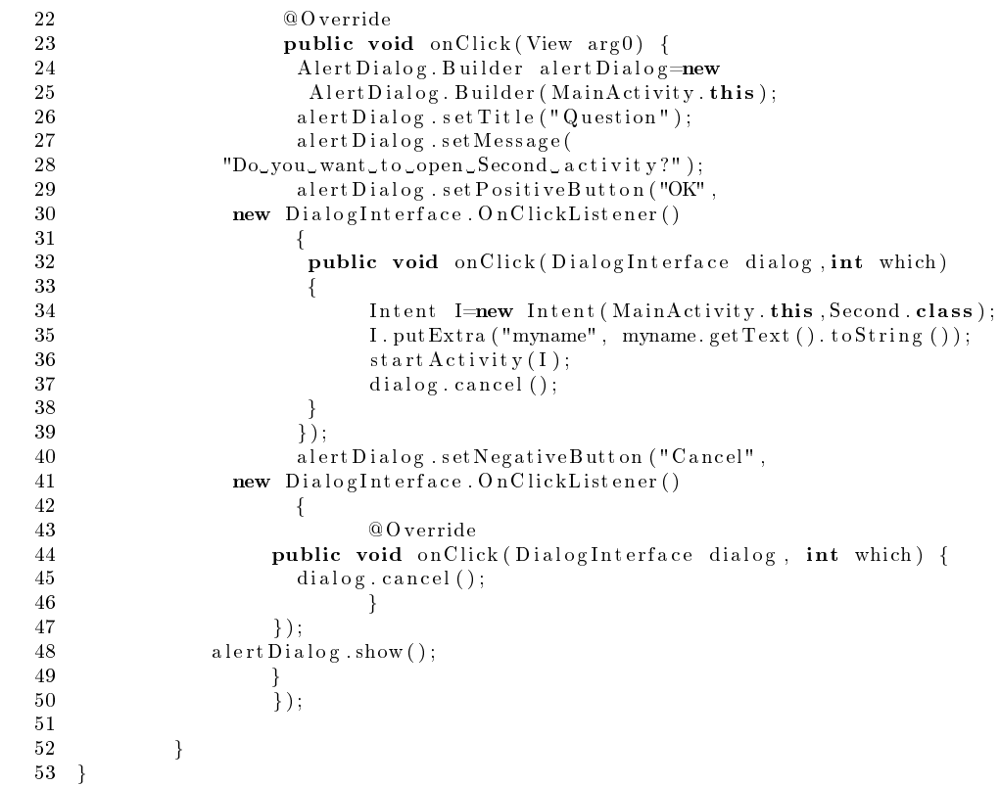 22 @Override
23 public void onClick(View arg0) {
24 AlertDialog.Builder alertDialog=new
25 AlertDialog.Builder(MainActivity.this);
26 alertDialog.setTitle("Question");
27 alertDialog.setMessage(
28 "Do␣you␣want␣to␣open␣Second␣activity?");
29 alertDialog.setPositiveButton("OK",
30 new DialogInterface.OnClickListener()
31 {
32 public void onClick(DialogInterface dialog,int which)
33 {
34 Intent I=new Intent(MainActivity.this,Second.class);
35 I.putExtra("myname", myname.getText().toString());
36 startActivity(I);
37 dialog.cancel();
38 }
39 });
40 alertDialog.setNegativeButton("Cancel",
41 new DialogInterface.OnClickListener()
42 {
43 @Override
44 public void onClick(DialogInterface dialog, int which) {
45 dialog.cancel();
46 }
47 });
48 alertDialog.show();
49 }
50 });
51
52 }
53 }